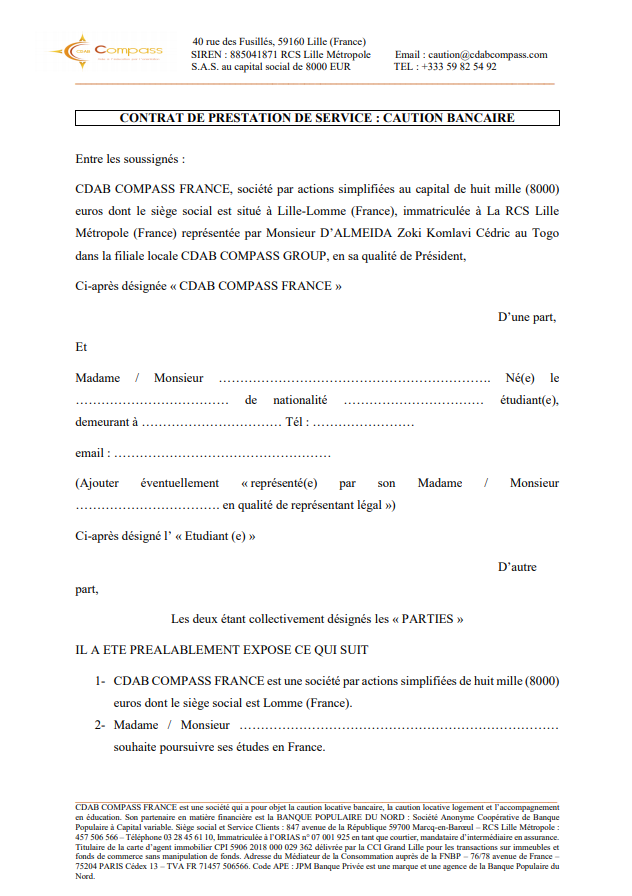 CDAB Compass
40 rue des Fusillés, 59160 Lille (France)
SIREN : 885041871 RCS Lille Métropole Email : caution@cdabcompass.com
S.A.S. au capital social de 8000 EUR TEL : +333 59 82 54 92
CONTRAT DE PRESTATION DE SERVICE : CAUTION BANCAIRE
Entre les soussignés :
CDAB COMPASS FRANCE, société par actions simplifiées au capital de huit mille (8000)
euros dont le siège social est situé à Lille-Lomme (France), immatriculée à La RCS Lille
Métropole (France) représentée par Monsieur D’ALMEIDA Zoki Komlavi Cédric au Togo
dans la filiale locale CDAB COMPASS GROUP, en sa qualité de Président,
Ci-après désignée « CDAB COMPASS FRANCE »
D’une part,
Et
Madame / Monsieur ………………………………………………………. Né(e) le
……………………………… de nationalité …………………………… étudiant(e),
demeurant à …………………………… Tél : ……………………
email : ……………………………………………
(Ajouter éventuellement « représenté(e) par son Madame / Monsieur
……………………………. en qualité de représentant légal »)
Ci-après désigné l’ « Etudiant (e) »
D’autre
part,
Les deux étant collectivement désignés les « PARTIES »
IL A ETE PREALABLEMENT EXPOSE CE QUI SUIT
1- CDAB COMPASS FRANCE est une société par actions simplifiées de huit mille (8000)
euros dont le siège social est Lomme (France).
2- Madame / Monsieur …………………………………………………………………
souhaite poursuivre ses études en France.
CDAB COMPASS FRANCE est une société qui a pour objet la caution locative bancaire, la caution locative logement et l’accompagnement
en éducation. Son partenaire en matière financière est la BANQUE POPULAIRE DU NORD : Société Anonyme Coopérative de Banque
Populaire à Capital variable. Siège social et Service Clients : 847 avenue de la République 59700 Marcq-en-Barœul – RCS Lille Métropole :
457 506 566 – Téléphone 03 28 45 61 10, Immatriculée à l’ORIAS n° 07 001 925 en tant que courtier, mandataire d’intermédiaire en assurance.
Titulaire de la carte d’agent immobilier CPI 5906 2018 000 029 362 délivrée par la CCI Grand Lille pour les transactions sur immeubles et
fonds de commerce sans manipulation de fonds. Adresse du Médiateur de la Consommation auprès de la FNBP – 76/78 avenue de France –
75204 PARIS Cédex 13 – TVA FR 71457 506566. Code APE : JPM Banque Privée est une marque et une agence de la Banque Populaire du
Nord.